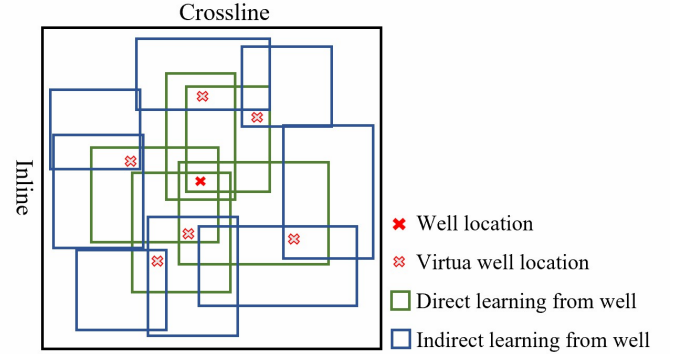 Crossline
Inline
Well location
Virtua well location
Direct learning from well
Indirect learning from well